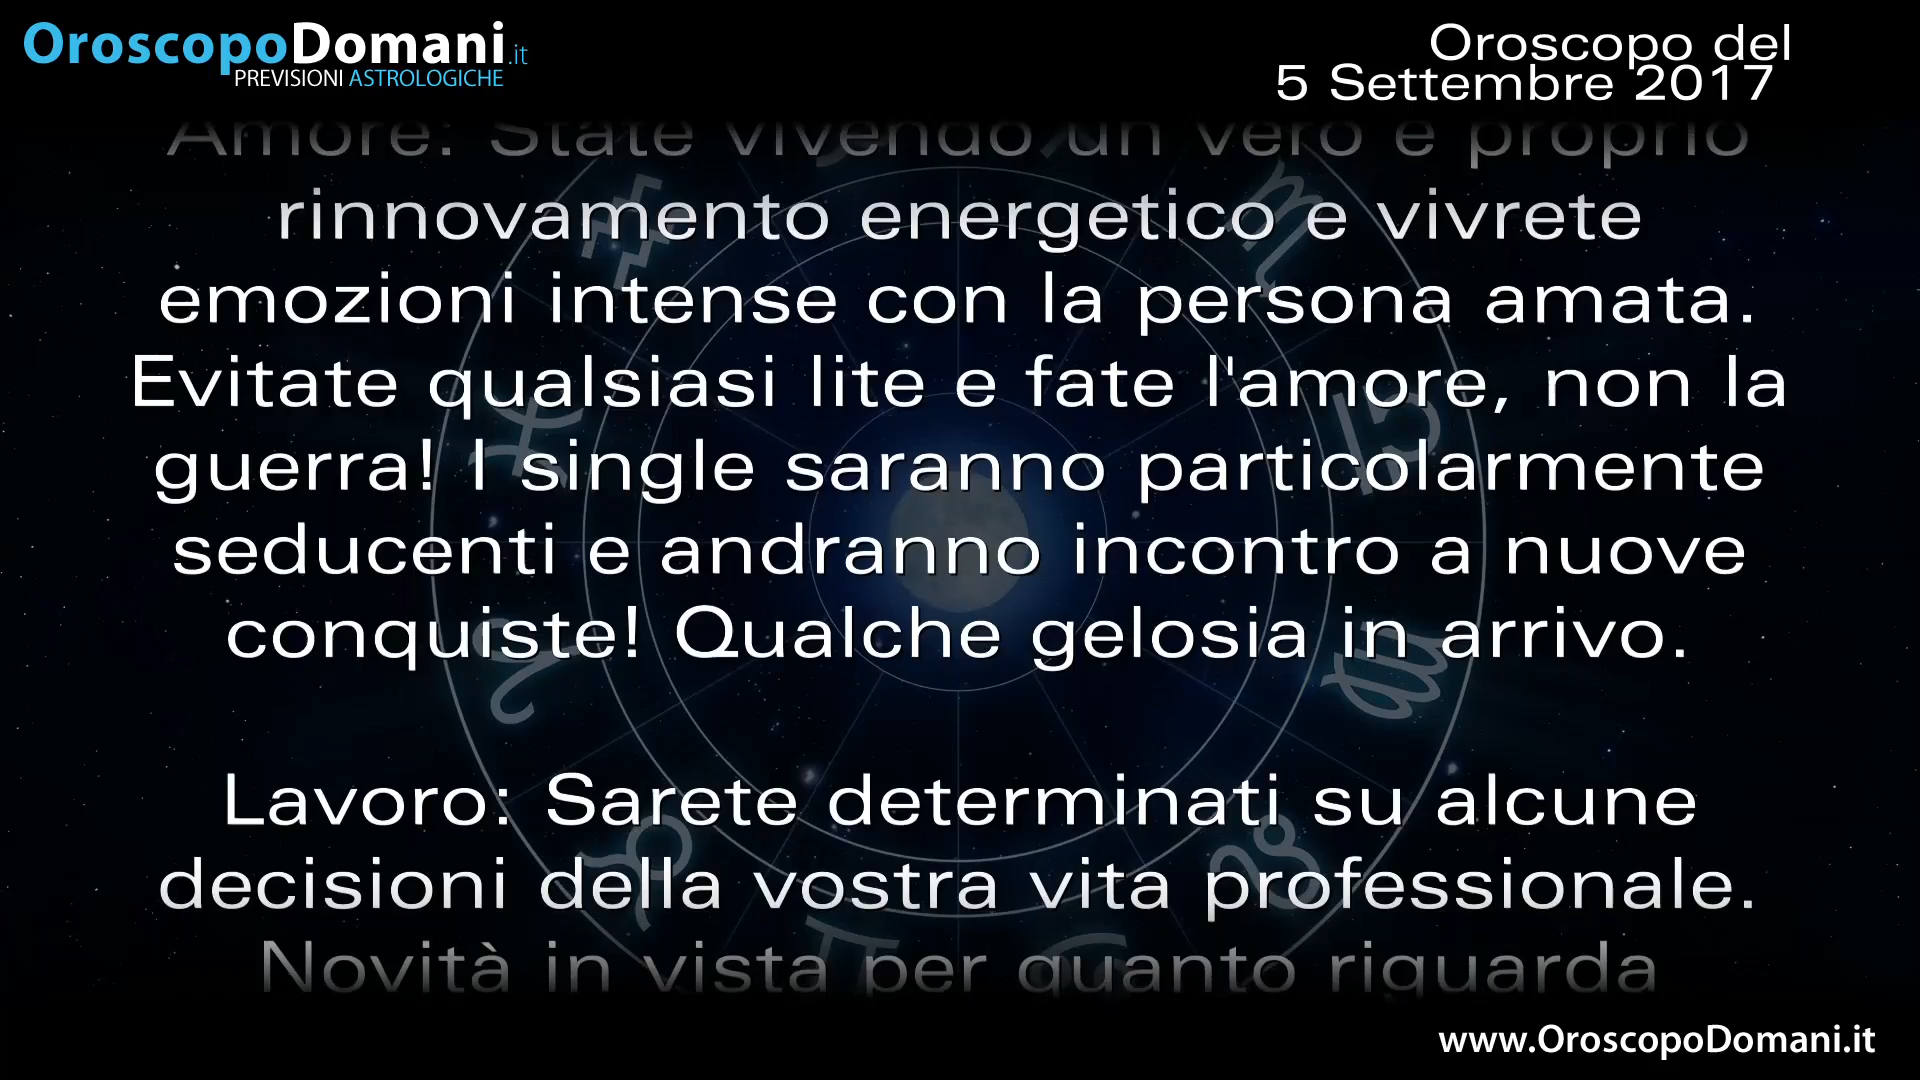 OroscopoDomani.it
PREVISIONI ASTROLOGICHE
Oroscopo del
5 Settembre 2017
Amore: State vivendo un vero e proprio
rinnovamento energetico e vivrete
emozioni intense con la persona amata.
Evitate qualsiasi lite e fate l'amore, non la
guerra! I single saranno particolarmente
seducenti e andranno incontro a nuove
conquiste! Qualche gelosia in arrivo.
Lavoro: Sarete determinati su alcune
decisioni della vostra vita professionale.
Novità in vista per quanto riguarda
www.OroscopoDomani.it